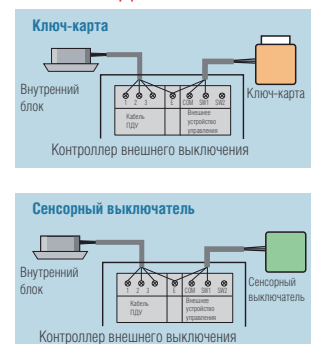 Ключ-карта
Внутренний
блок
Ключ-карта
1 2 3 E COM SW1 SW2
Кабель
ПДУ
Внешнее
устройство
управления
Контроллер внешнего выключения
Сенсорный выключатель
Внутренний
блок
Сенсорный
выключатель
1 2 3 E COM SW1 SW2
Кабель
ПДУ
Внешнее
устройство
управления
Контроллер внешнего выключения